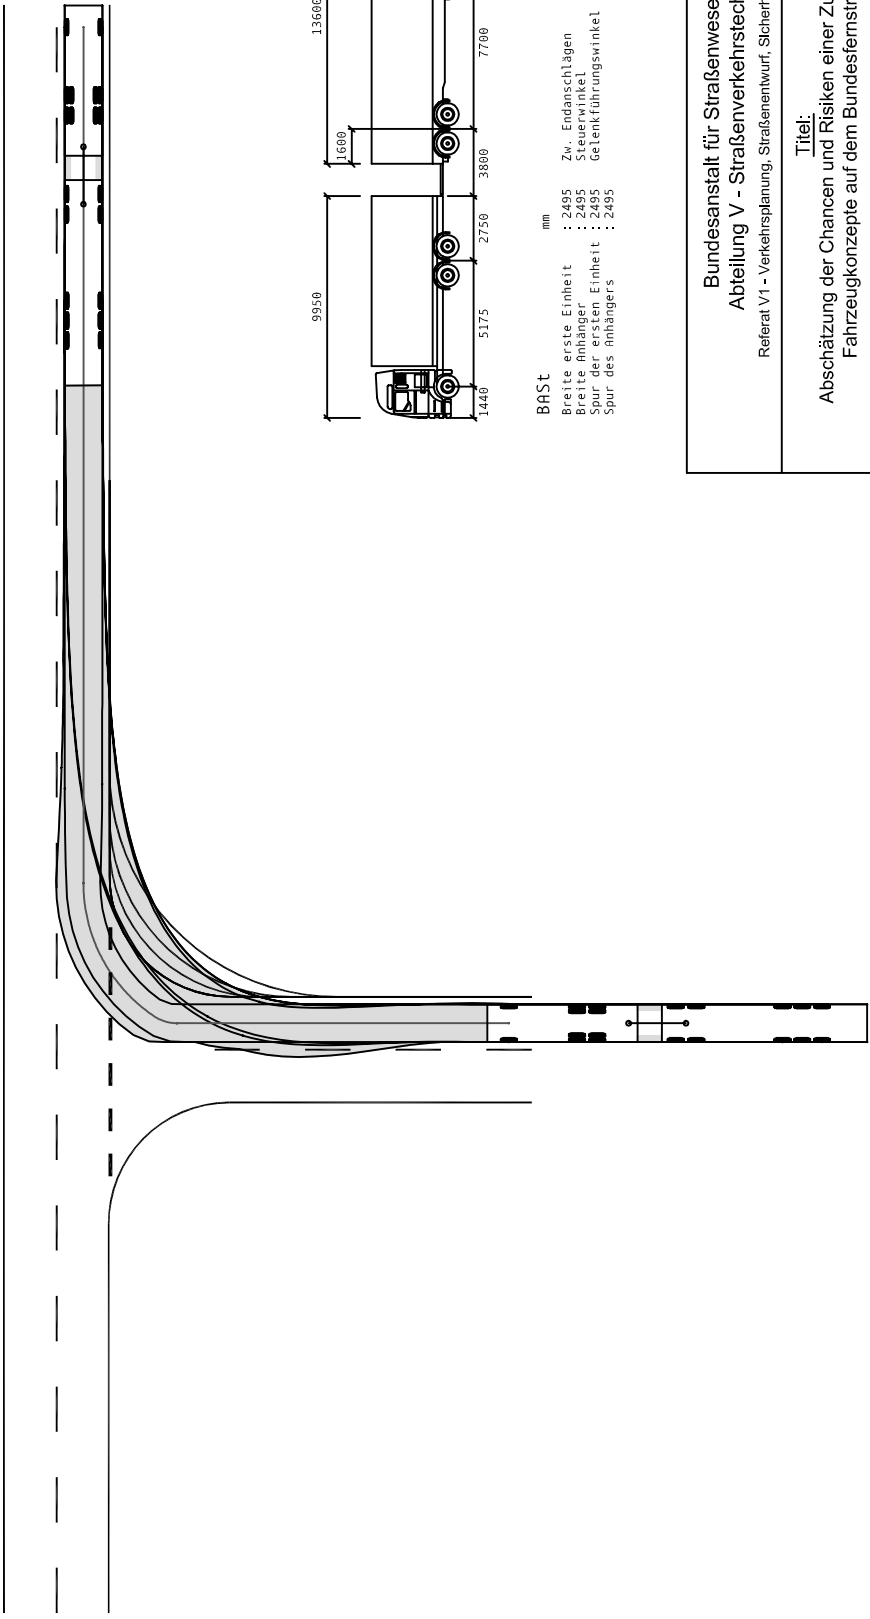 13600
7700
1600
3800
9950
2750
5175
1440
BASt
mm
Breite erste Einheit : 2495 Zw. Endanschlägen
Breite Anhänger : 2495 Steuerwinkel
Spur der ersten Einheit : 2495 Gelenkführungswinkel
Spur des Anhängers : 2495
Bundesanstalt für Straßenwese
Abteilung V - Straßenverkehrstech
Referat V1 - Verkehrsplanung, Straßenentwurf, Sicherh
Titel:
Abschätzung der Chancen und Risiken einer Zu
Fahrzeugkonzepte auf dem Bundesfernstr